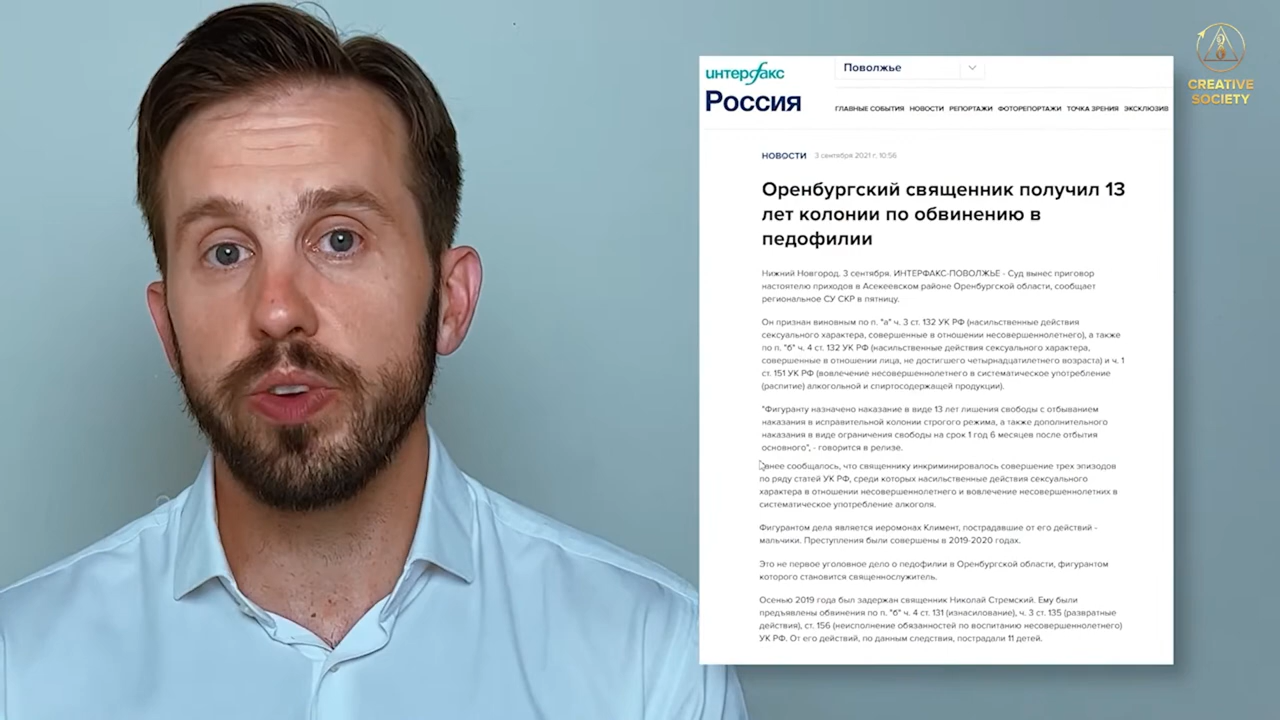 интерфакс
Россия
Поволжье
ГЛАВНЫЕ СОБЫТИЯ НОВОСТИ РЕПОРТАЖИ ФОТОРЕПОРТАЖИ ТОЧКА ЗРЕНИЯ ЭКСКЛЮЗИВ
CREATIVE
SOCIETY
НОВОСТИ 3 сентября 2021 г. 10:56
Оренбургский священник получил 13
лет колонии по обвинению в
педофилии
Нижний Новгород. 3 сентября. ИНТЕРФАКС-ПОВОЛЖЬЕ - Суд вынес приговор
настоятелю приходов в Асекеевском районе Оренбургской области, сообщает
региональное СУ СКР в пятницу.
Он признан виновным по п. "а" ч. 3 ст. 132 УК РФ (насильственные действия
сексуального характера, совершенные в отношении несовершеннолетнего), а также
по п. "б" ч. 4 ст. 132 УК РФ (насильственные действия сексуального характера,
совершенные в отношении лица, не достигшего четырнадцатилетнего возраста) и ч. 1
ст. 151 УК РФ (вовлечение несовершеннолетнего в систематическое употребление
(распитие) алкогольной и спиртосодержащей продукции).
"Фигуранту назначено наказание в виде 13 лет лишения свободы с отбыванием
наказания в исправительной колонии строгого режима, а также дополнительного
наказания в виде ограничения свободы на срок 1 год 6 месяцев после отбытия
основного", - говорится в релизе.
Ранее сообщалось, что священнику инкриминировалось совершение трех эпизодов
по ряду статей УК РФ, среди которых насильственные действия сексуального
характера в отношении несовершеннолетнего и вовлечение несовершеннолетних в
систематическое употребление алкоголя.
Фигурантом дела является иеромонах Климент, пострадавшие от его действий -
мальчики. Преступления были совершены в 2019-2020 годах.
Это не первое уголовное дело о педофилии в Оренбургской области, фигурантом
которого становится священнослужитель.
Осенью 2019 года был задержан священник Николай Стремский. Ему были
предъявлены обвинения по п. "б" ч. 4 ст. 131 (изнасилование), ч. 3 ст. 135 (развратные
действия), ст. 156 (неисполнение обязанностей по воспитанию несовершеннолетнего)
УК РФ. От его действий, по данным следствия, пострадали 11 детей.